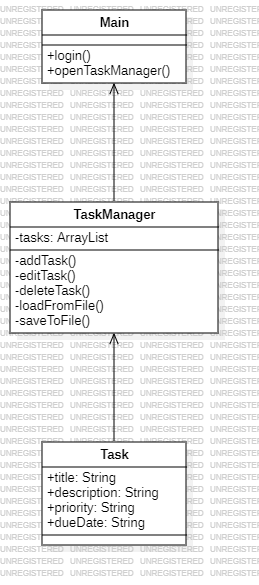 Main
+login()
+openTaskManager()
TaskManager
-tasks: ArrayList
-addTask()
-editTask()
-deleteTask()
-loadFromFile()
-saveToFile()
Task
+title: String
+description: String
+priority: String
+dueDate: String
UNREGISTERED UNREGISTERED UNREGISTERED UNREGISTERED